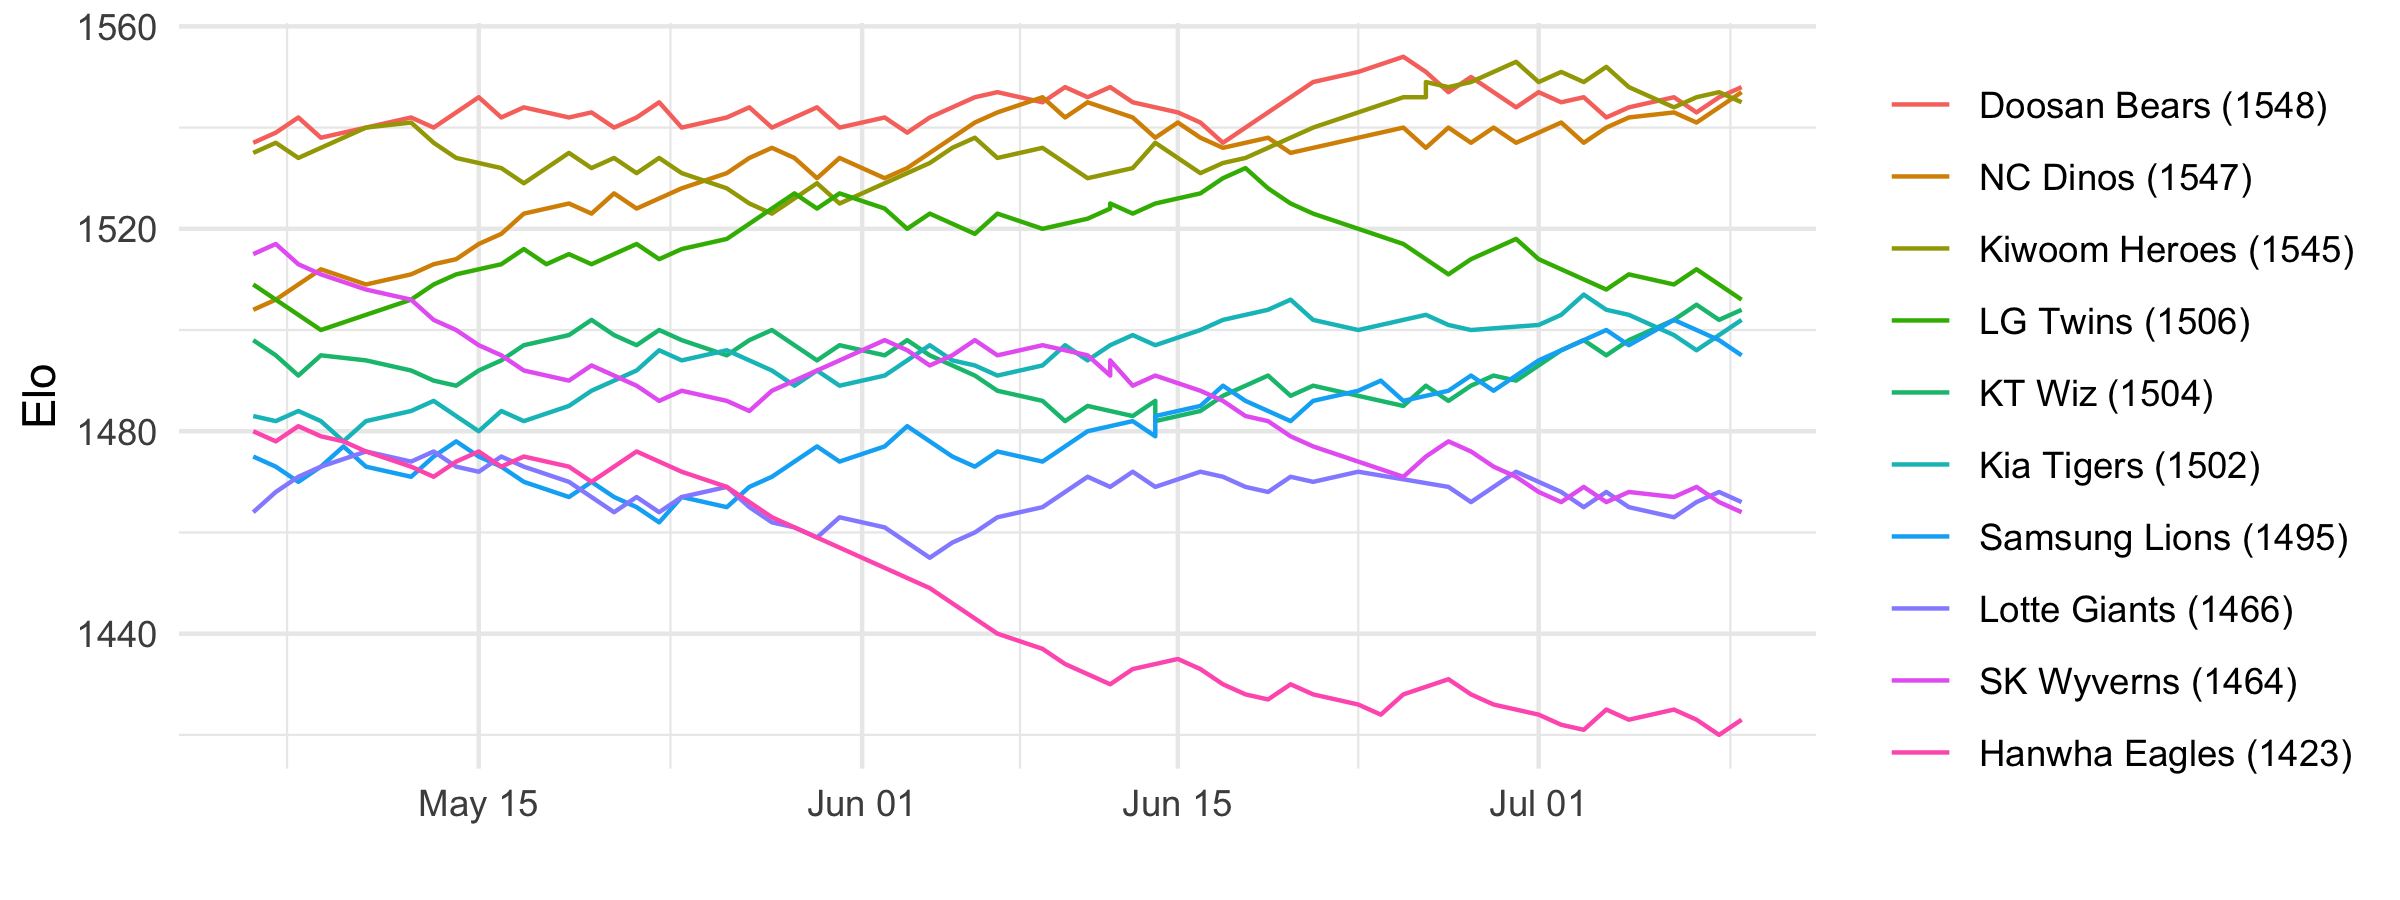 Elo
1560
1520
1480
1440
May 15
Jun 01
Jun 15
Jul 01
Doosan Bears (1548)
NC Dinos (1547)
Kiwoom Heroes (1545)
LG Twins (1506)
KT Wiz (1504)
Kia Tigers (1502)
Samsung Lions (1495)
Lotte Giants (1466)
SK Wyverns (1464)
Hanwha Eagles (1423)